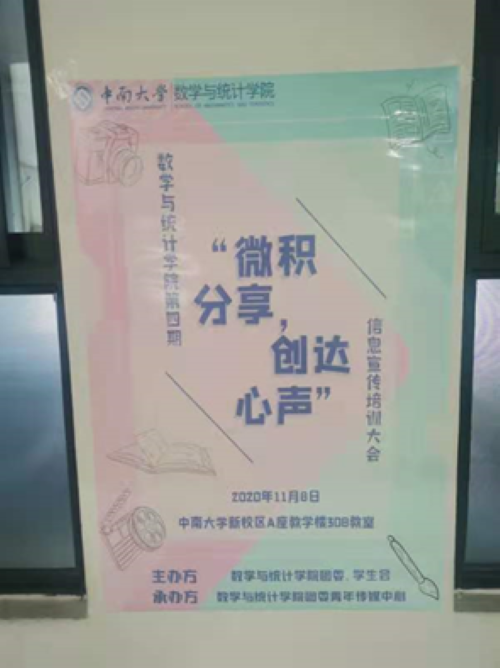 中南大学 数学与统计学院
数学与统计学院第四期
“微积
分享，
创达
心声”
信息宣传培训大会
2020年11月8日
中南大学新校区A座教学楼308教室
主办方 数学与统计学院团委、学生会
承办方 数学与统计学院团委青年传媒中心